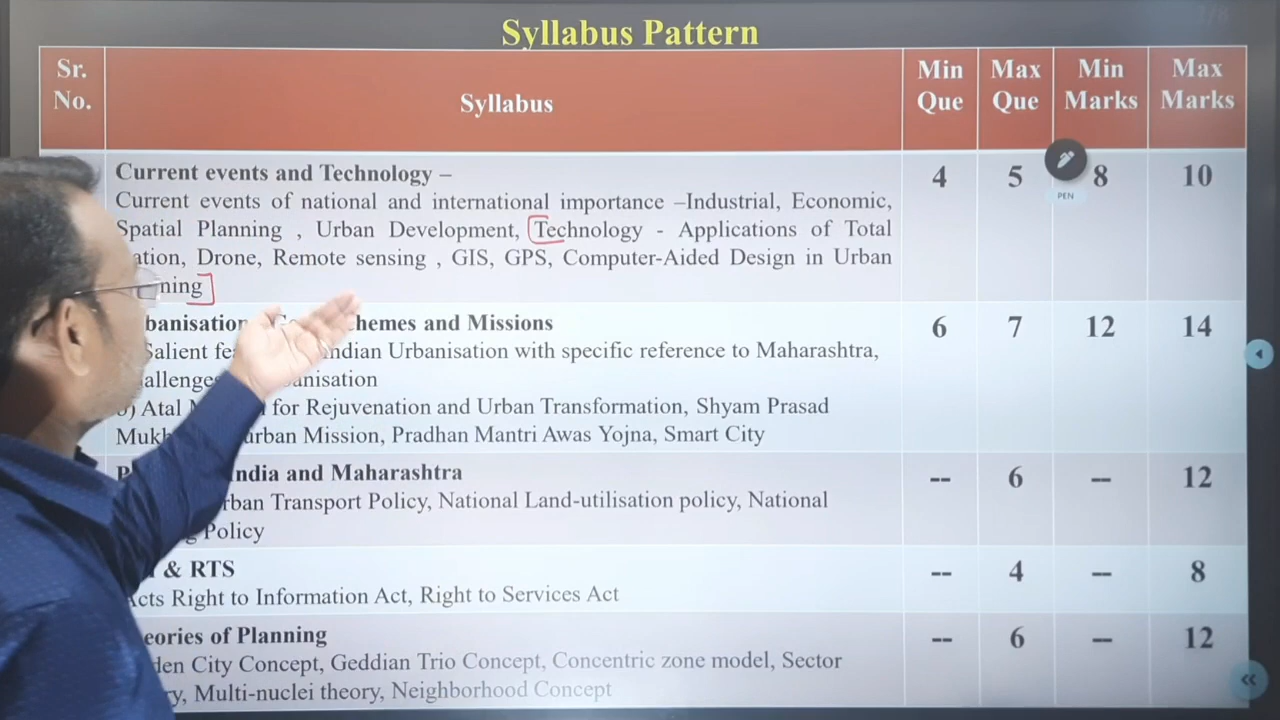 Syllabus Pattern
Sr. No. Syllabus Min Que Max Que Min Marks Max Marks
Current events and Technology – 4 5 8 10
Current events of national and international importance –Industrial, Economic,
Spatial Planning , Urban Development, Technology - Applications of Total
ation, Drone, Remote sensing , GIS, GPS, Computer-Aided Design in Urban
ning
PEN
banisation hemes and Missions 6 7 12 14
Salient fea Indian Urbanisation with specific reference to Maharashtra,
allenges anisation
) Atal for Rejuvenation and Urban Transformation, Shyam Prasad
Mukh urban Mission, Pradhan Mantri Awas Yojna, Smart City
P India and Maharashtra -- 6 -- 12
rban Transport Policy, National Land-utilisation policy, National
g Policy
& RTS -- 4 -- 8
Acts Right to Information Act, Right to Services Act
eories of Planning -- 6 -- 12
den City Concept, Geddian Trio Concept, Concentric zone model, Sector
y, Multi-nuclei theory, Neighborhood Concept